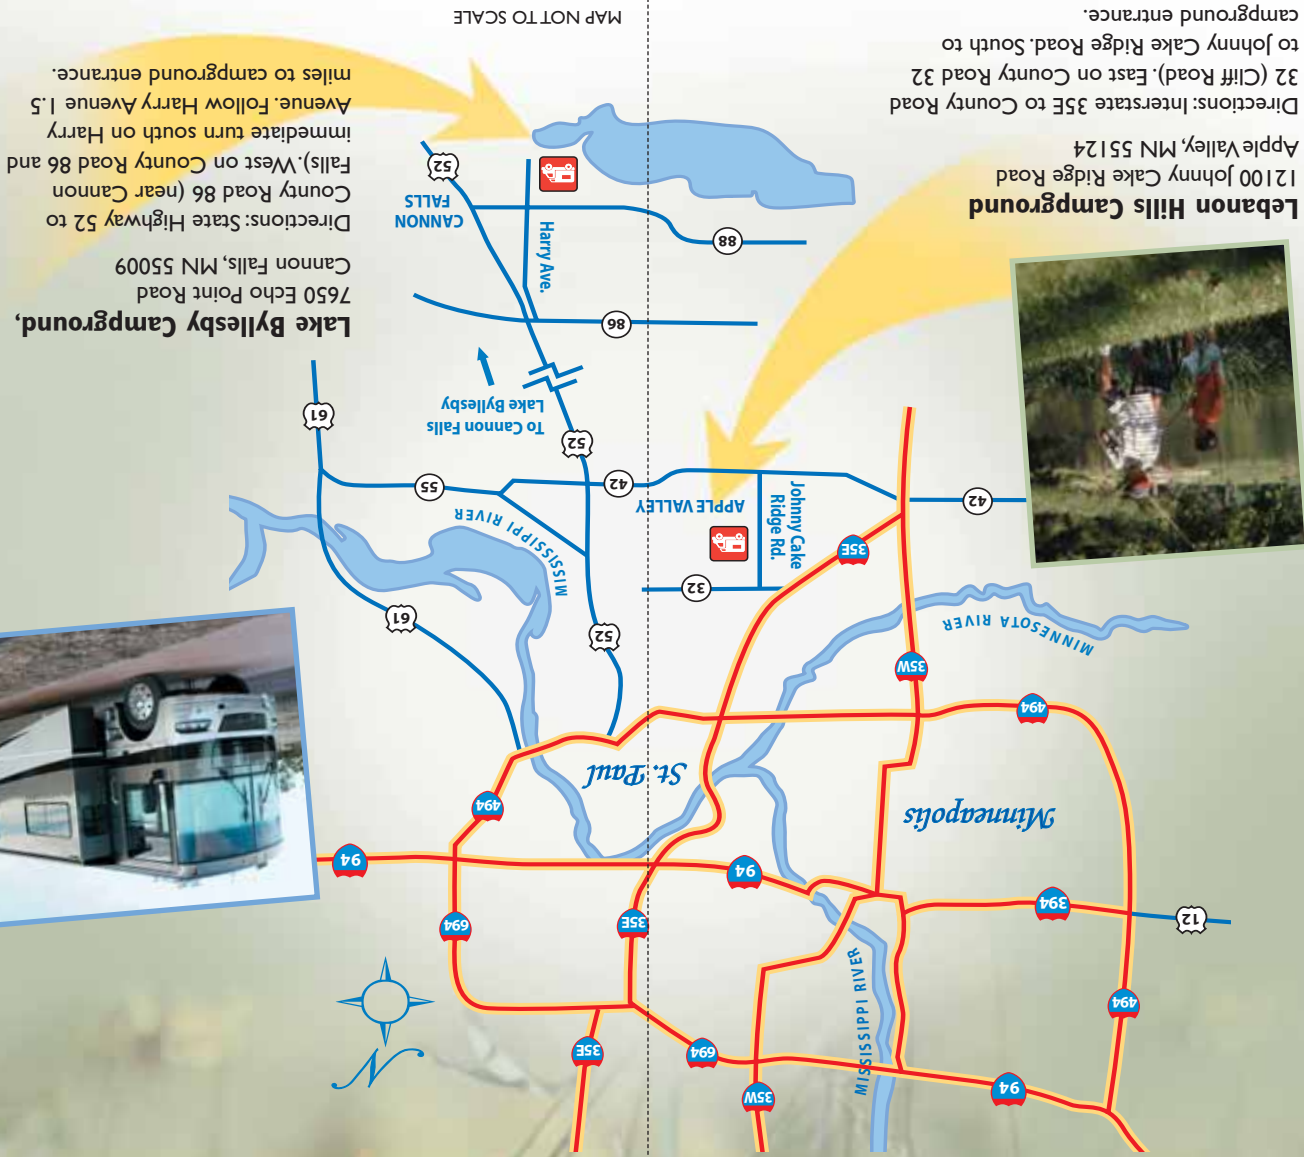 35W
94
694
35E
N
MISSISSIPPI RIVER
494
12
694
35E
394
94
94
Minneapolis
494
St. Paul
494
35W
52
MINNESOTA RIVER
61
32
35E
Johnny Cake
Ridge Rd.
MISSISSIPPI RIVER
APPLE VALLEY
42
42
55
52
61
To Cannon Falls
Lake Byllesby
86
88
Harry Ave.
CANNON
FALLS
52
Lebanon Hills Campground
12100 Johnny Cake Ridge Road
Apple Valley, MN 55124
Directions: Interstate 35E to County Road
32 (Cliff Road). East on County Road 32
to Johnny Cake Ridge Road. South to
campground entrance.
Lake Byllesby Campground,
7650 Echo Point Road
Cannon Falls, MN 55009
Directions: State Highway 52 to
County Road 86 (near Cannon
Falls). West on County Road 86 and
immediate turn south on Harry
Avenue. Follow Harry Avenue 1.5
miles to campground entrance.
MAP NOT TO SCALE